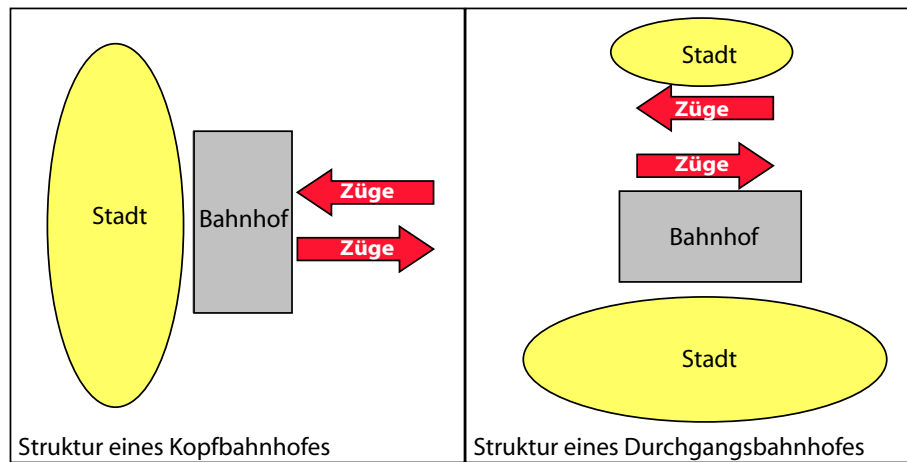 Stadt
Bahnhof
Züge
Züge
Struktur eines Kopfbahnhofes
Stadt
Züge
Züge
Bahnhof
Stadt
Struktur eines Durchgangsbahnhofes